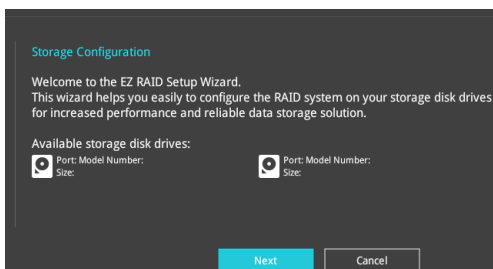 Storage Configuration
Welcome to the EZ RAID Setup Wizard.
This wizard helps you easily to configure the RAID system on your storage disk drives
for increased performance and reliable data storage solution.
Available storage disk drives:
Port: Model Number:
Size:
Port: Model Number:
Size:
Next
Cancel